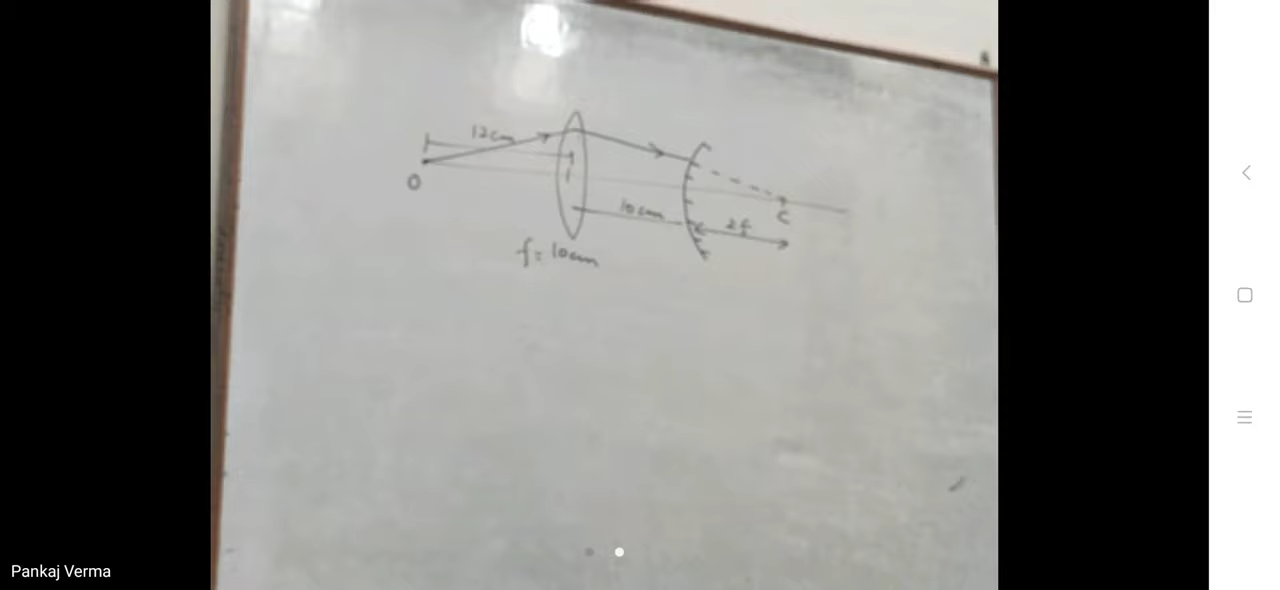 12cm
O
10cm
C
2f
f = 10cm
Pankaj Verma